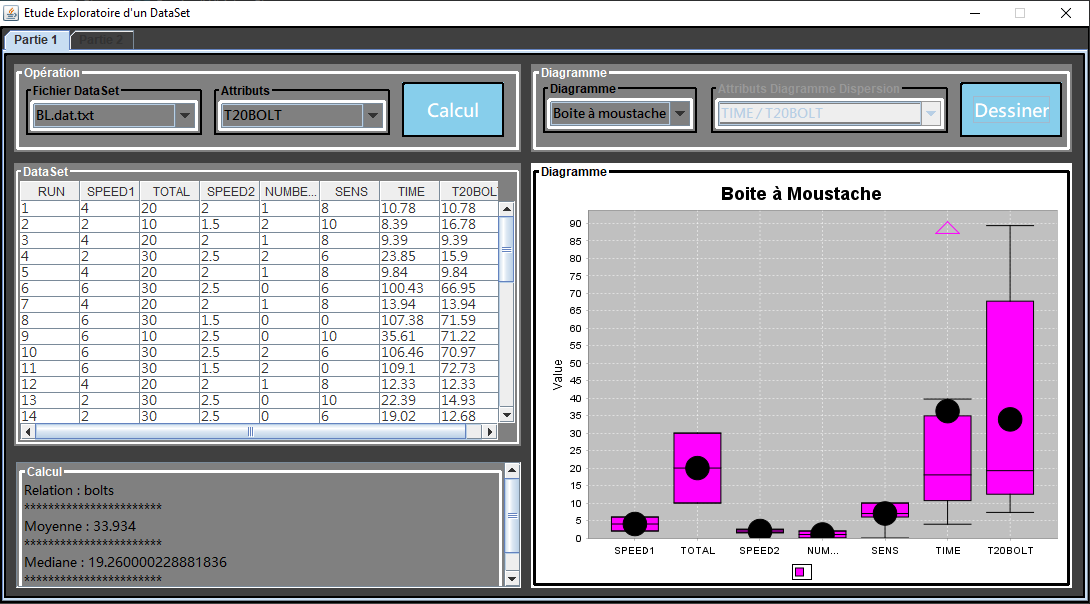 Etude Exploratoire d'un DataSet
Partie 1 Partie 2
Opération
Fichier DataSet Attributs
BL.dat.txt T20BOLT Calcul
Diagramme
Diagramme Attributs Diagramme Dispersion
Boite à moustache TIME / T20BOLT Dessiner
DataSet
RUN SPEED1 TOTAL SPEED2 NUMBE... SENS TIME T20BOL
1 4 20 2 1 8 10.78 10.78
2 2 10 1.5 2 10 8.39 16.78
3 4 20 2 1 8 9.39 9.39
4 2 30 2.5 2 6 23.85 15.9
5 4 20 2 1 8 9.84 9.84
6 6 30 2.5 0 6 100.43 66.95
7 4 20 2 1 8 13.94 13.94
8 6 30 1.5 0 0 107.38 71.59
9 6 10 2.5 0 10 35.61 71.22
10 6 30 2.5 2 6 106.46 70.97
11 6 30 1.5 2 0 109.1 72.73
12 4 20 2 1 8 12.33 12.33
13 2 30 2.5 0 10 22.39 14.93
14 2 30 2.5 0 6 19.02 12.68
Calcul
Relation : bolts
***********************
Moyenne : 33.934
***********************
Mediane : 19.260000228881836
***********************
Diagramme
Boite à Moustache
Value
90
85
80
75
70
65
60
55
50
45
40
35
30
25
20
15
10
5
0
SPEED1 TOTAL SPEED2 NUM... SENS TIME T20BOLT